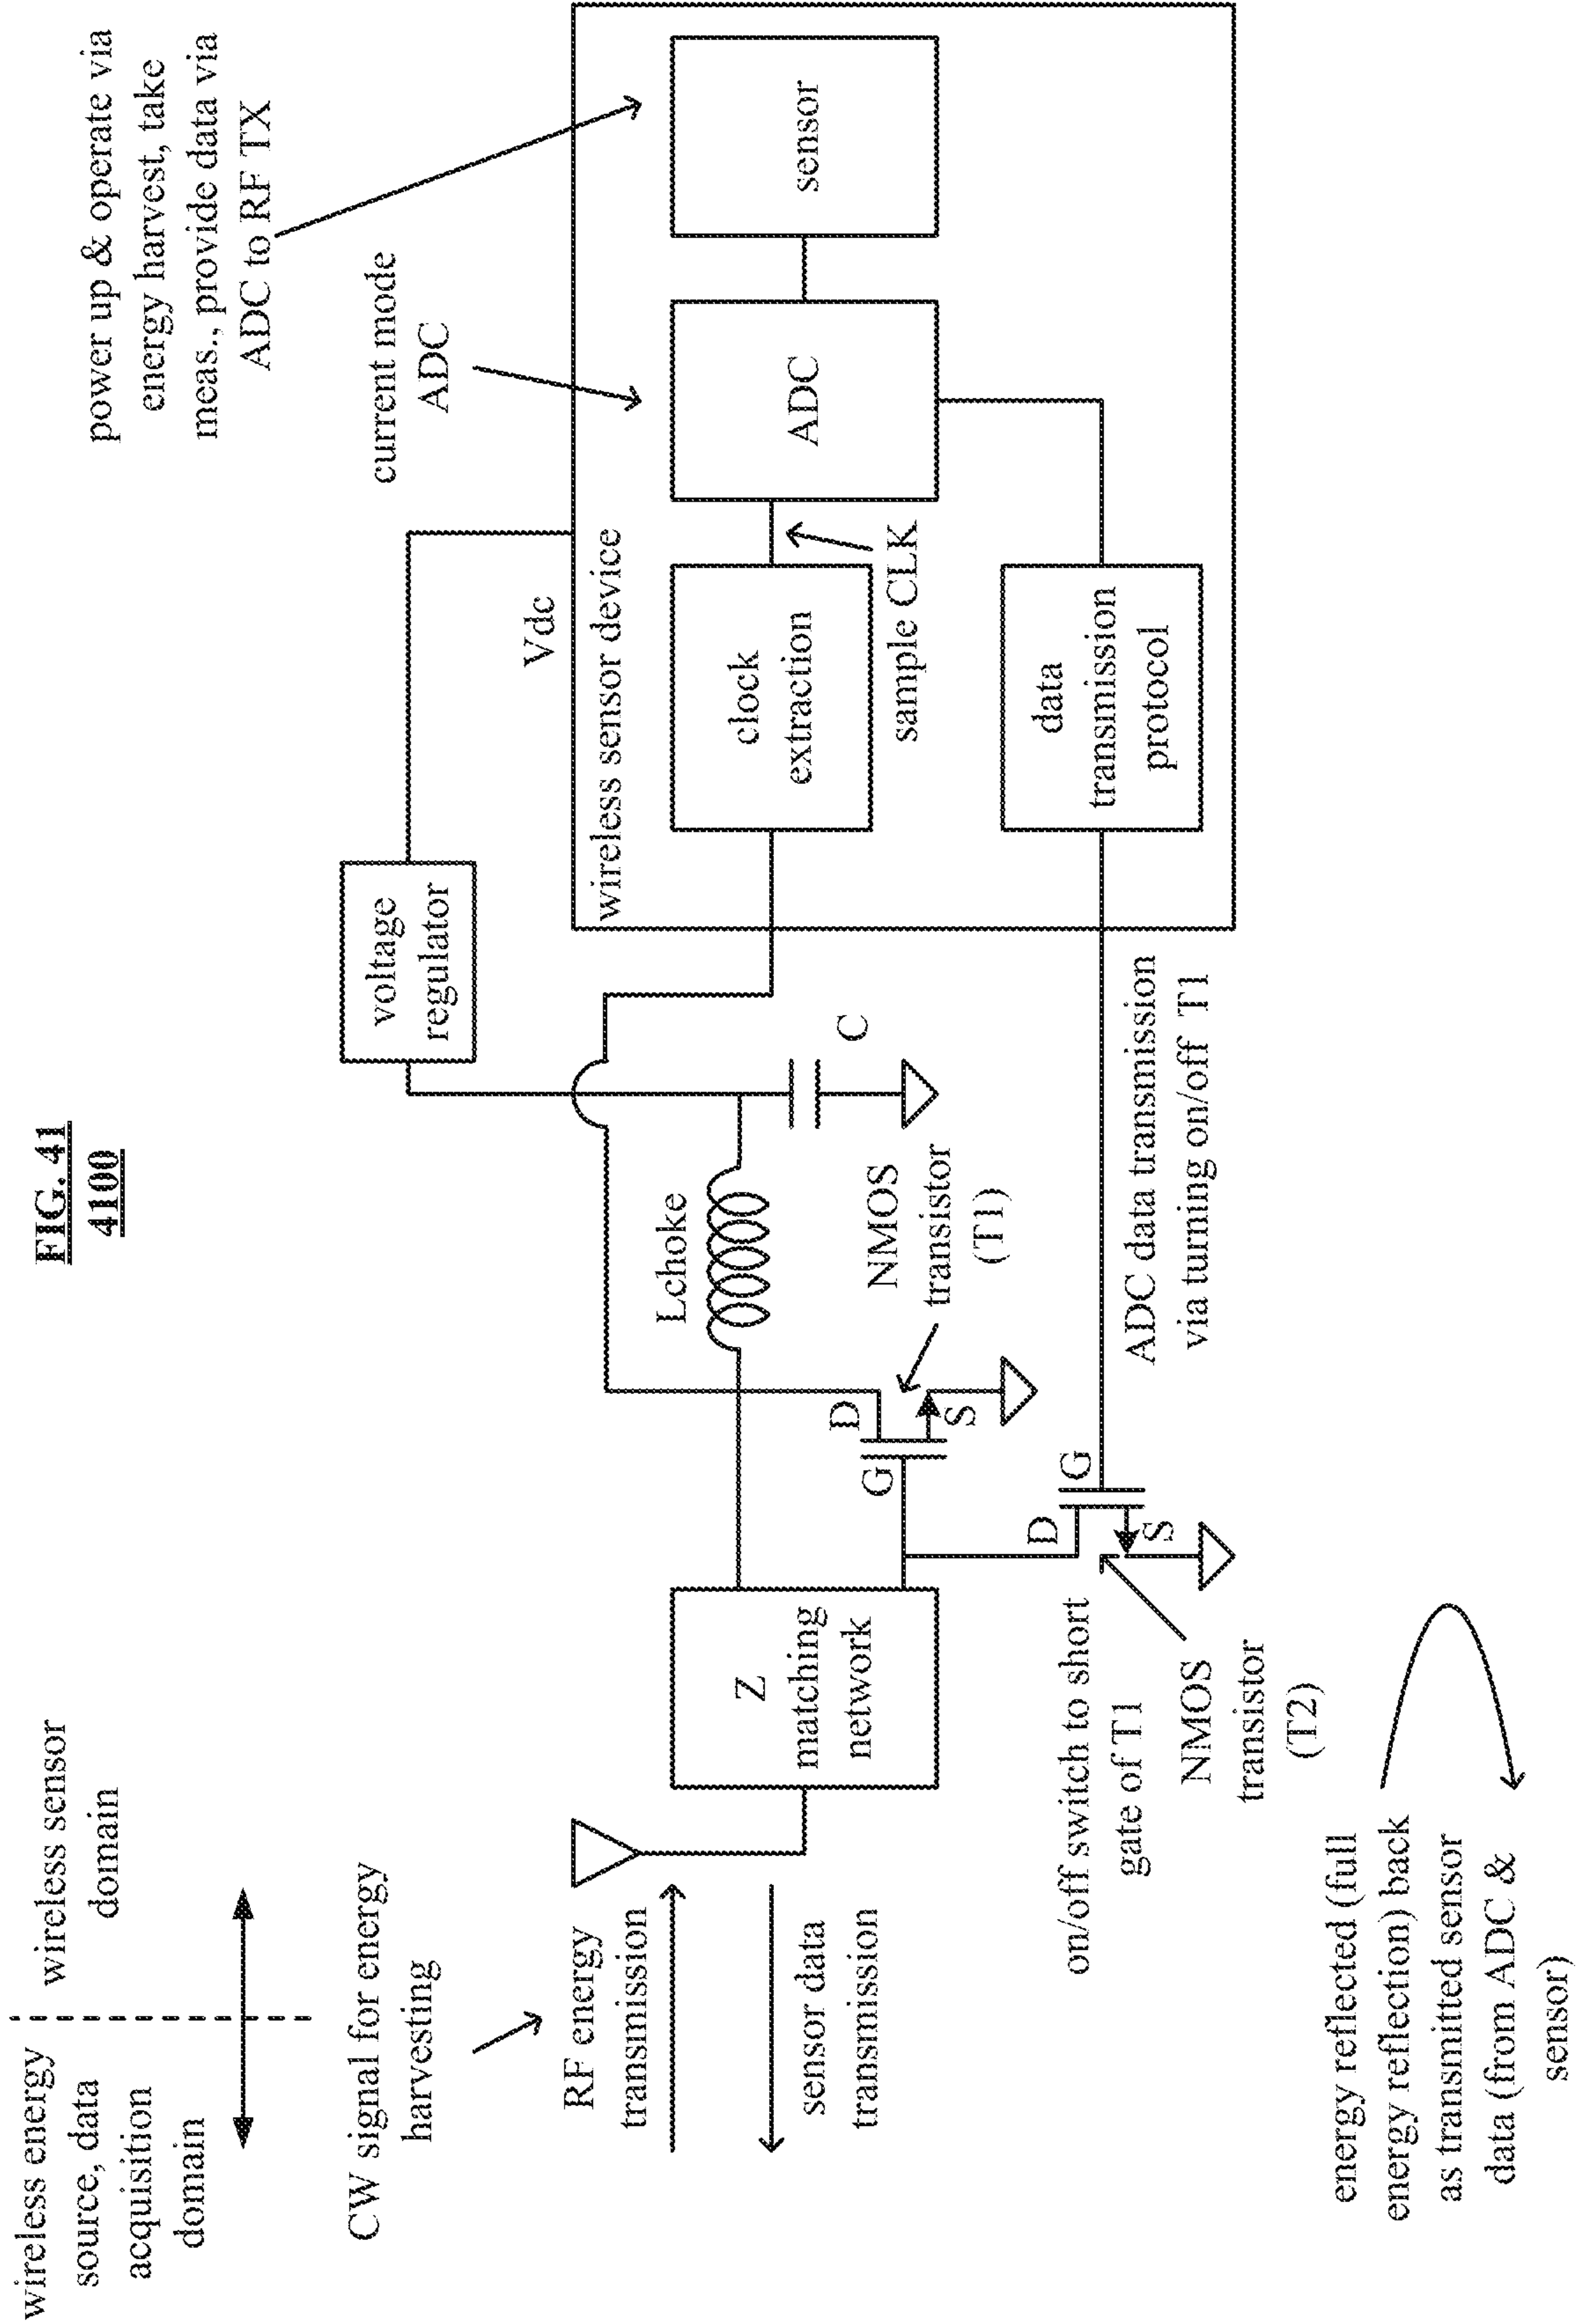 FIG. 41
4100
wireless energy
source, data
acquisition
domain
wireless sensor
domain
CW signal for energy
harvesting
RF energy
transmission
sensor data
transmission
Z
matching
network
on/off switch to short
gate of T1
NMOS
transistor
(T2)
energy reflected (full
energy reflection) back
as transmitted sensor
data (from ADC &
sensor)
D
G
S
D
G
S
NMOS
transistor
(T1)
Lchoke
C
ADC data transmission
via turning on/off T1
voltage
regulator
Vdc
wireless sensor device
clock
extraction
sample CLK
data
transmission
protocol
current mode
ADC
ADC
sensor
power up & operate via
energy harvest, take
meas., provide data via
ADC to RF TX